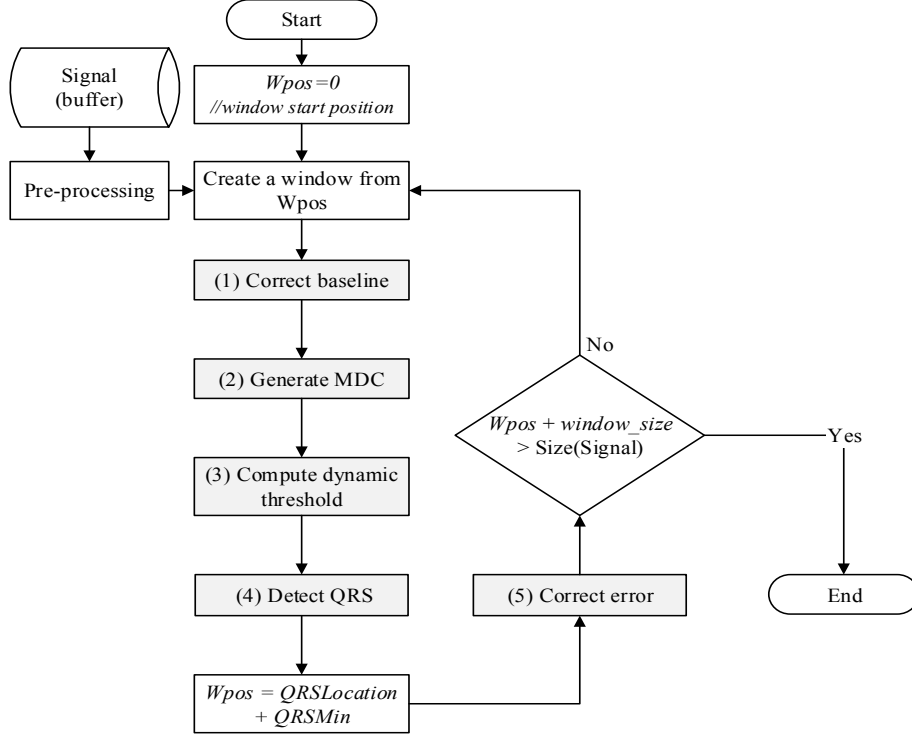 Start
Signal
(buffer)
Wpos=0
//window start position
Pre-processing
Create a window from
Wpos
(1) Correct baseline
(2) Generate MDC
(3) Compute dynamic
threshold
(4) Detect QRS
Wpos = QRSLocation
+ QRSMin
(5) Correct error
Wpos + window_size
> Size(Signal)
No
Yes
End